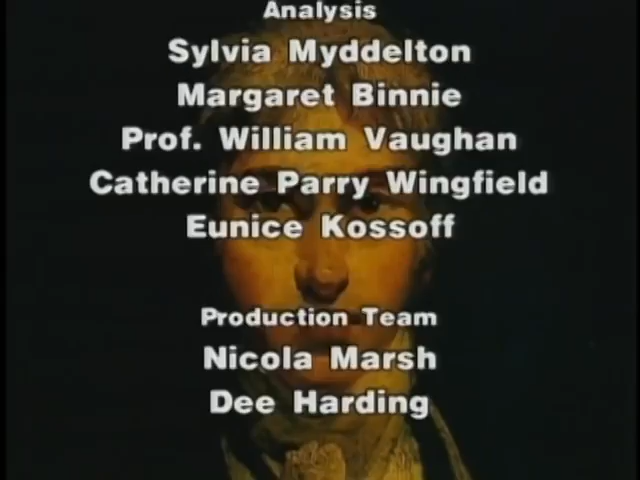 Analysis
Sylvia Myddelton
Margaret Binnie
Prof. William Vaughan
Catherine Parry Wingfield
Eunice Kossoff
Production Team
Nicola Marsh
Dee Harding